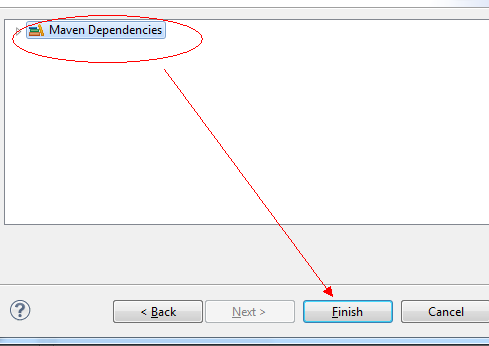 Maven Dependencies
?
< Back Next > Finish Cancel